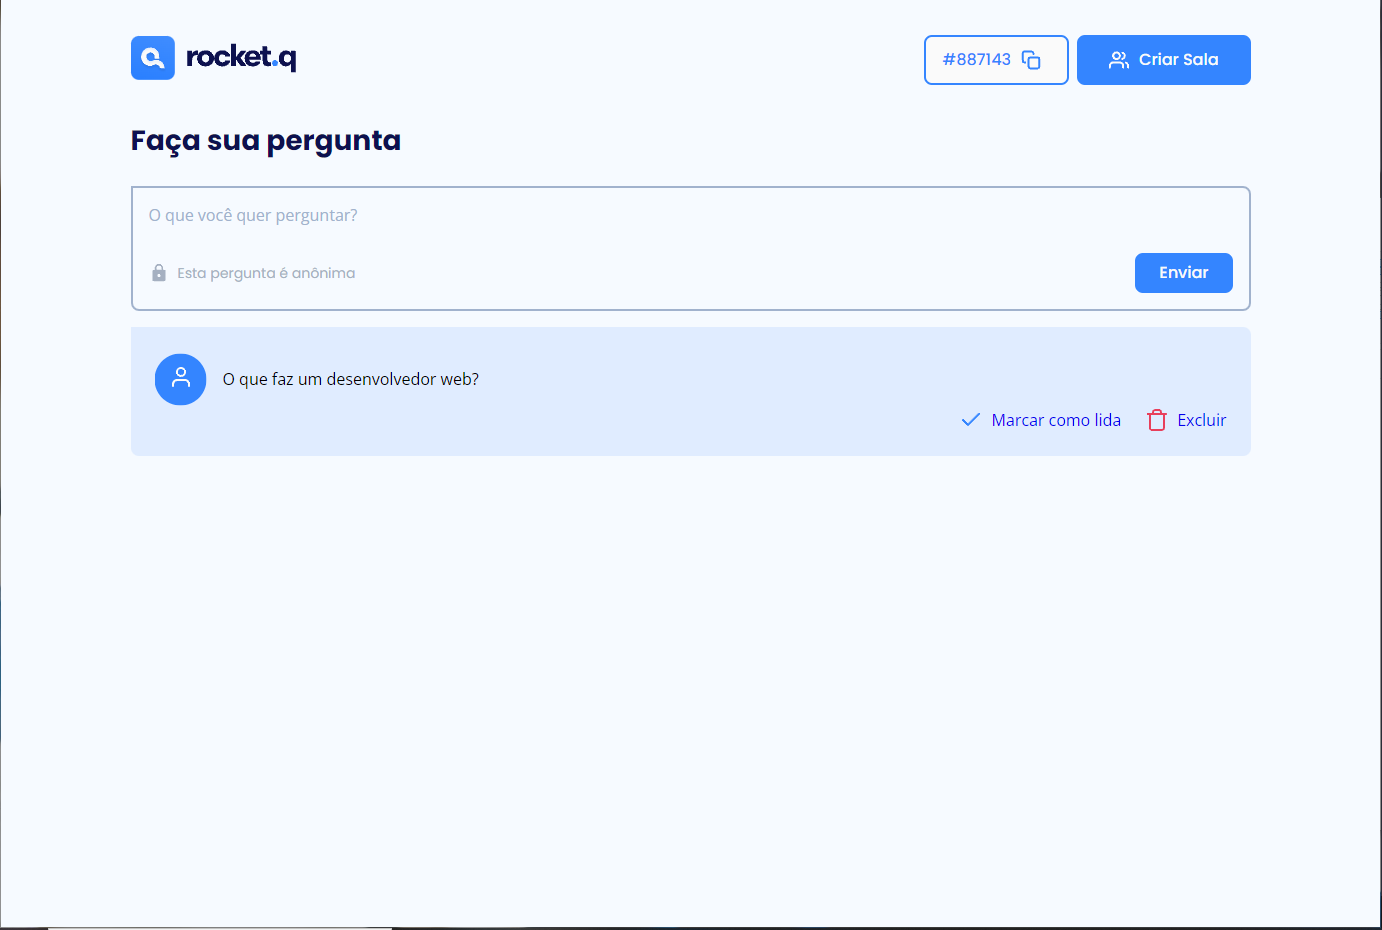 rocket.q
#887143
Criar Sala
Faça sua pergunta
O que você quer perguntar?
Esta pergunta é anônima
Enviar
O que faz um desenvolvedor web?
Marcar como lida
Excluir